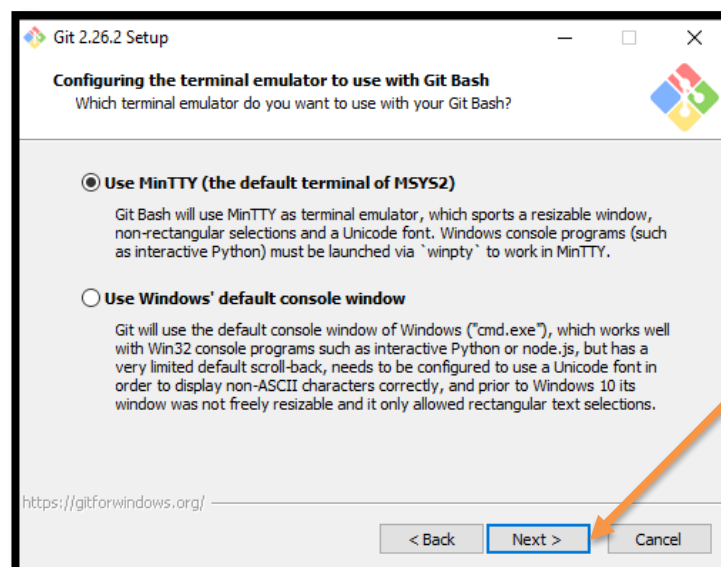 Git 2.26.2 Setup
Configuring the terminal emulator to use with Git Bash
Which terminal emulator do you want to use with your Git Bash?
Use MinTTY (the default terminal of MSYS2)
Git Bash will use MinTTY as terminal emulator, which sports a resizable window,
non-rectangular selections and a Unicode font. Windows console programs (such
as interactive Python) must be launched via `winpty` to work in MinTTY.
Use Windows' default console window
Git will use the default console window of Windows ("cmd.exe"), which works well
with Win32 console programs such as interactive Python or node.js, but has a
very limited default scroll-back, needs to be configured to use a Unicode font in
order to display non-ASCII characters correctly, and prior to Windows 10 its
window was not freely resizable and it only allowed rectangular text selections.
https://gitforwindows.org/
< Back Next > Cancel